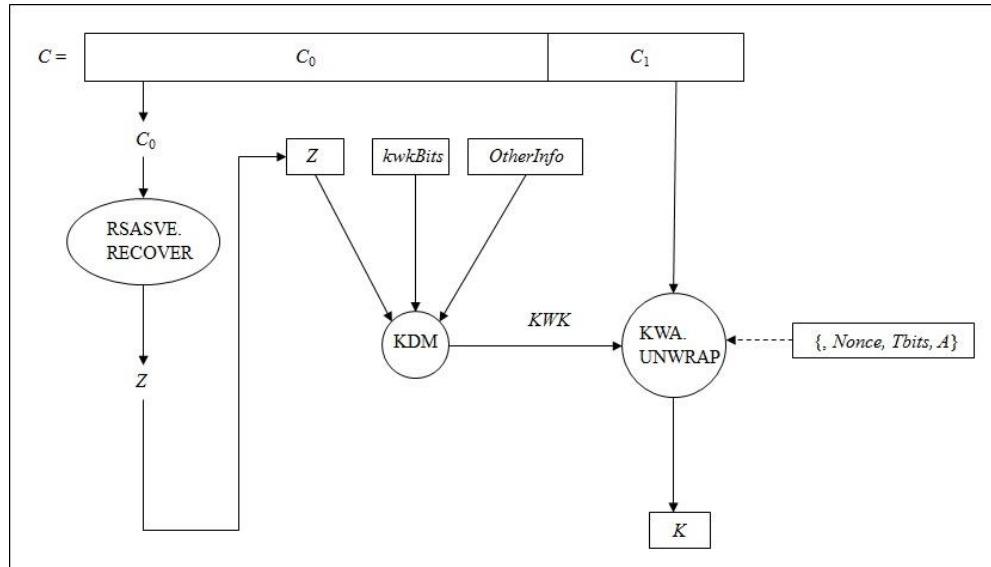 C = C₀ C₁
C₀
Z kwkBits OtherInfo
RSASVE.
RECOVER
KDM
KWK
KWA.
UNWRAP
{, Nonce, Tbits, A}
Z
K